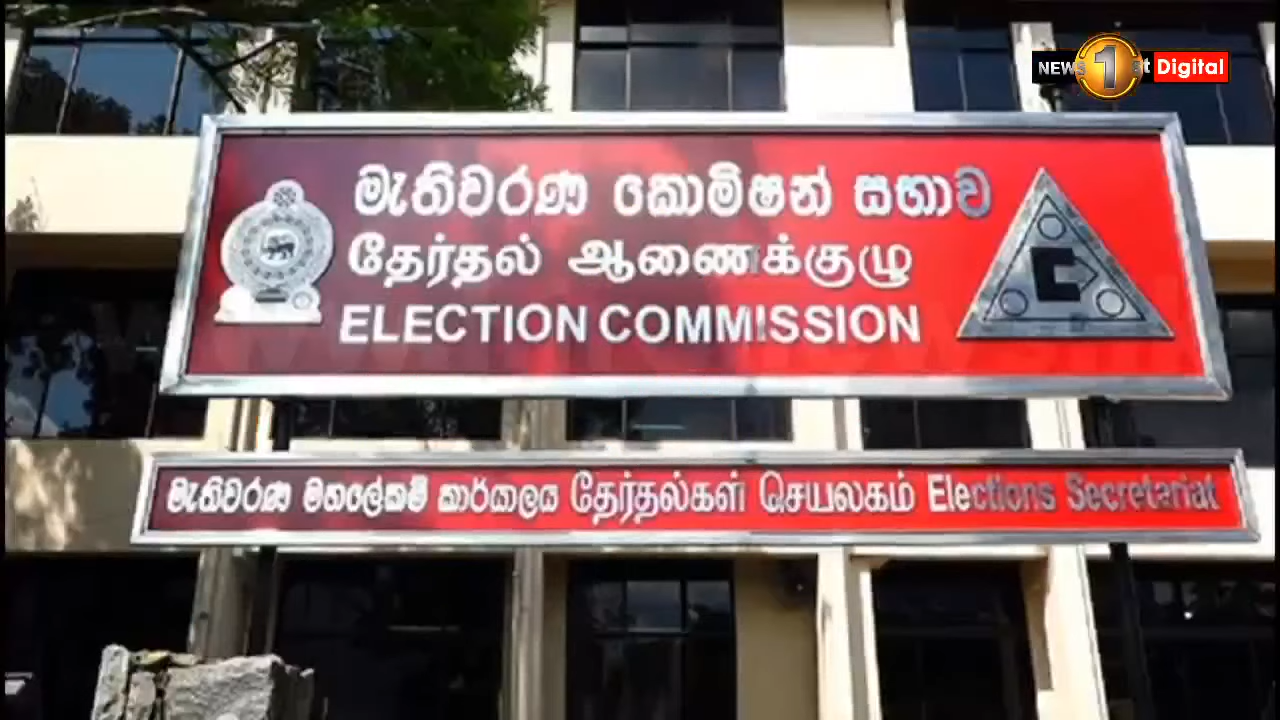 NEWS 1st Digital
මැතිවරණ කොමිෂන් සභාව
தேர்தல் ஆணைக்குழு
ELECTION COMMISSION
මැතිවරණ මහලේකම් කාර්යාලය தேர்தல்கள் செயலகம் Elections Secretariat